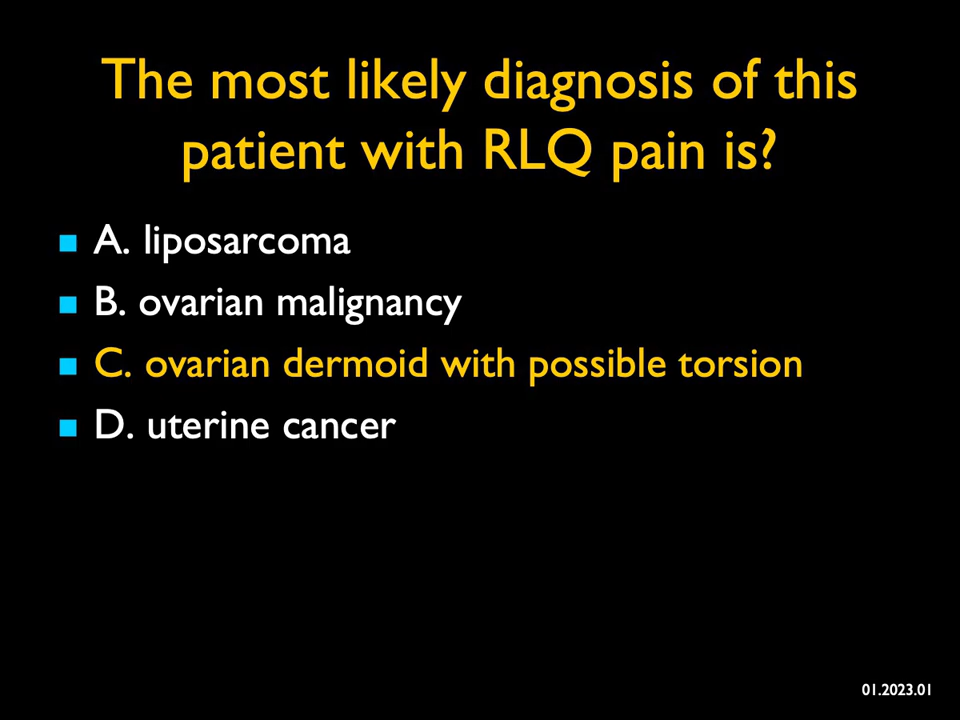 The most likely diagnosis of this
patient with RLQ pain is?
A. liposarcoma
B. ovarian malignancy
C. ovarian dermoid with possible torsion
D. uterine cancer
01.2023.01